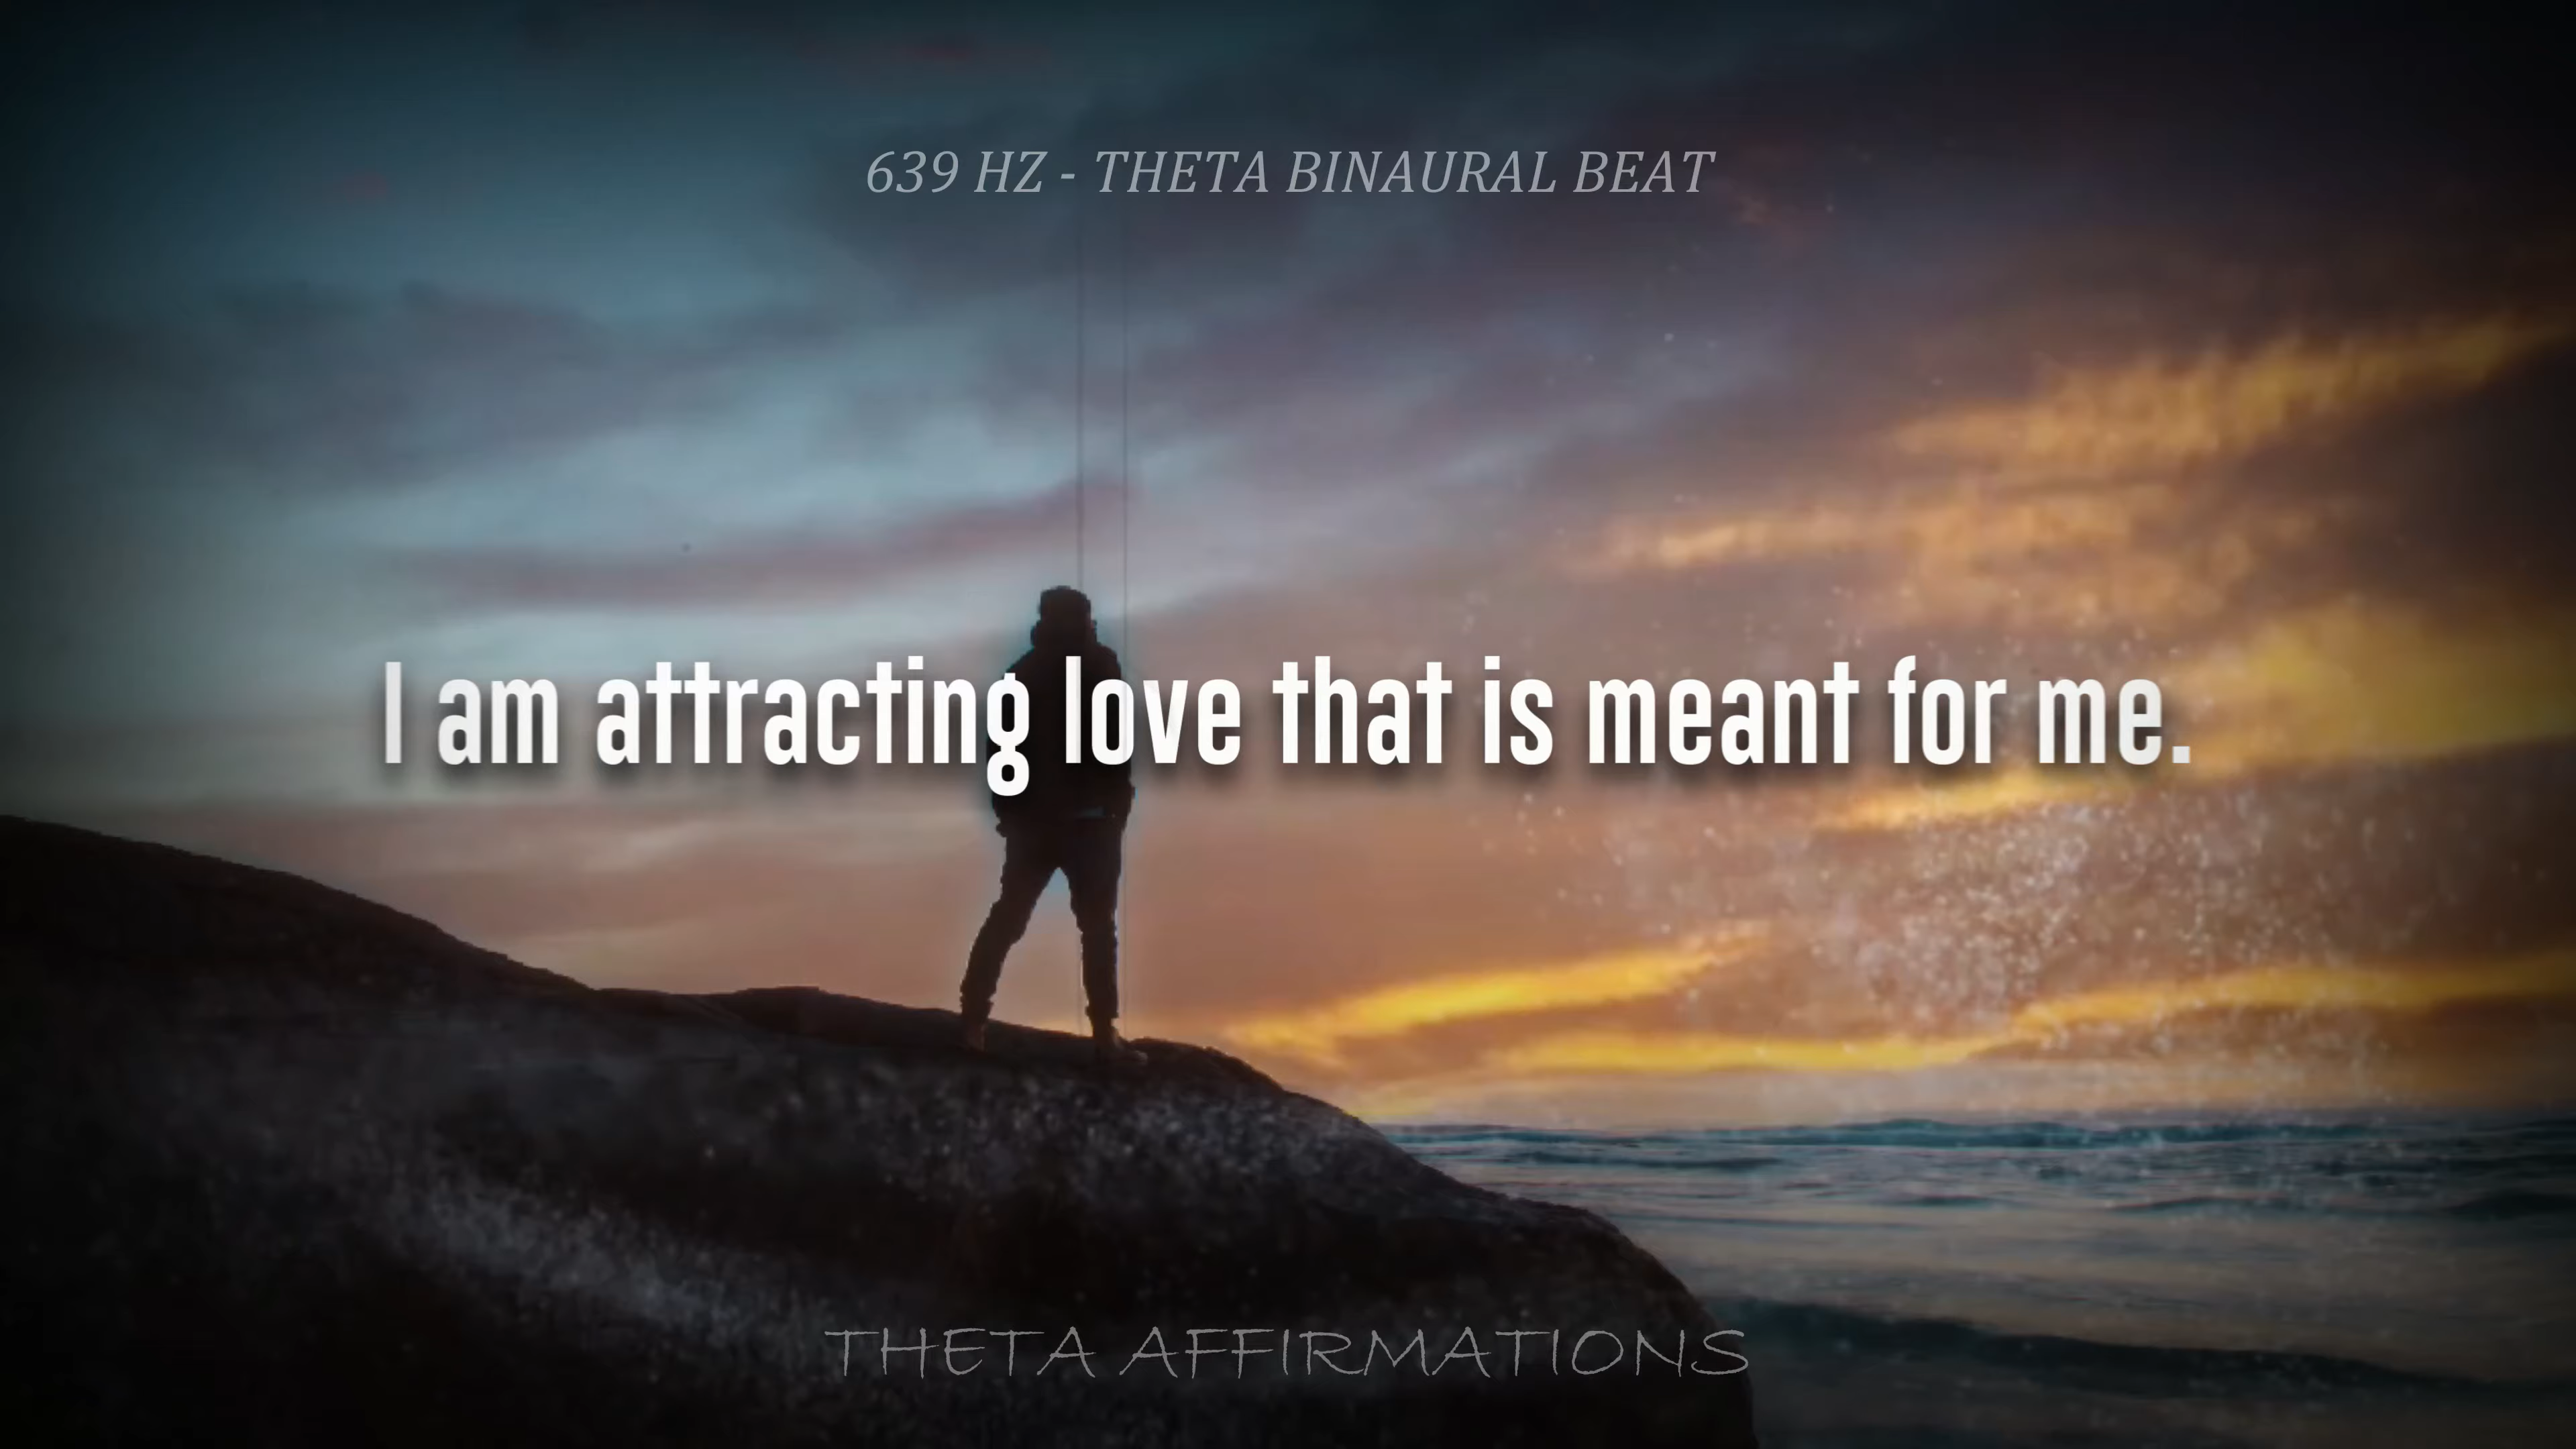 639 HZ - THETA BINAURAL BEAT
I am attracting love that is meant for me.
THETA AFFIRMATIONS